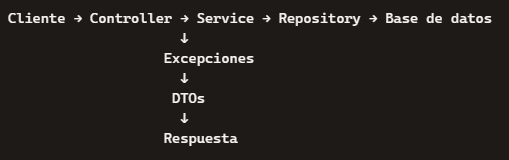 Cliente → Controller → Service → Repository → Base de datos
↓
Excepciones
↓
DTOs
↓
Respuesta